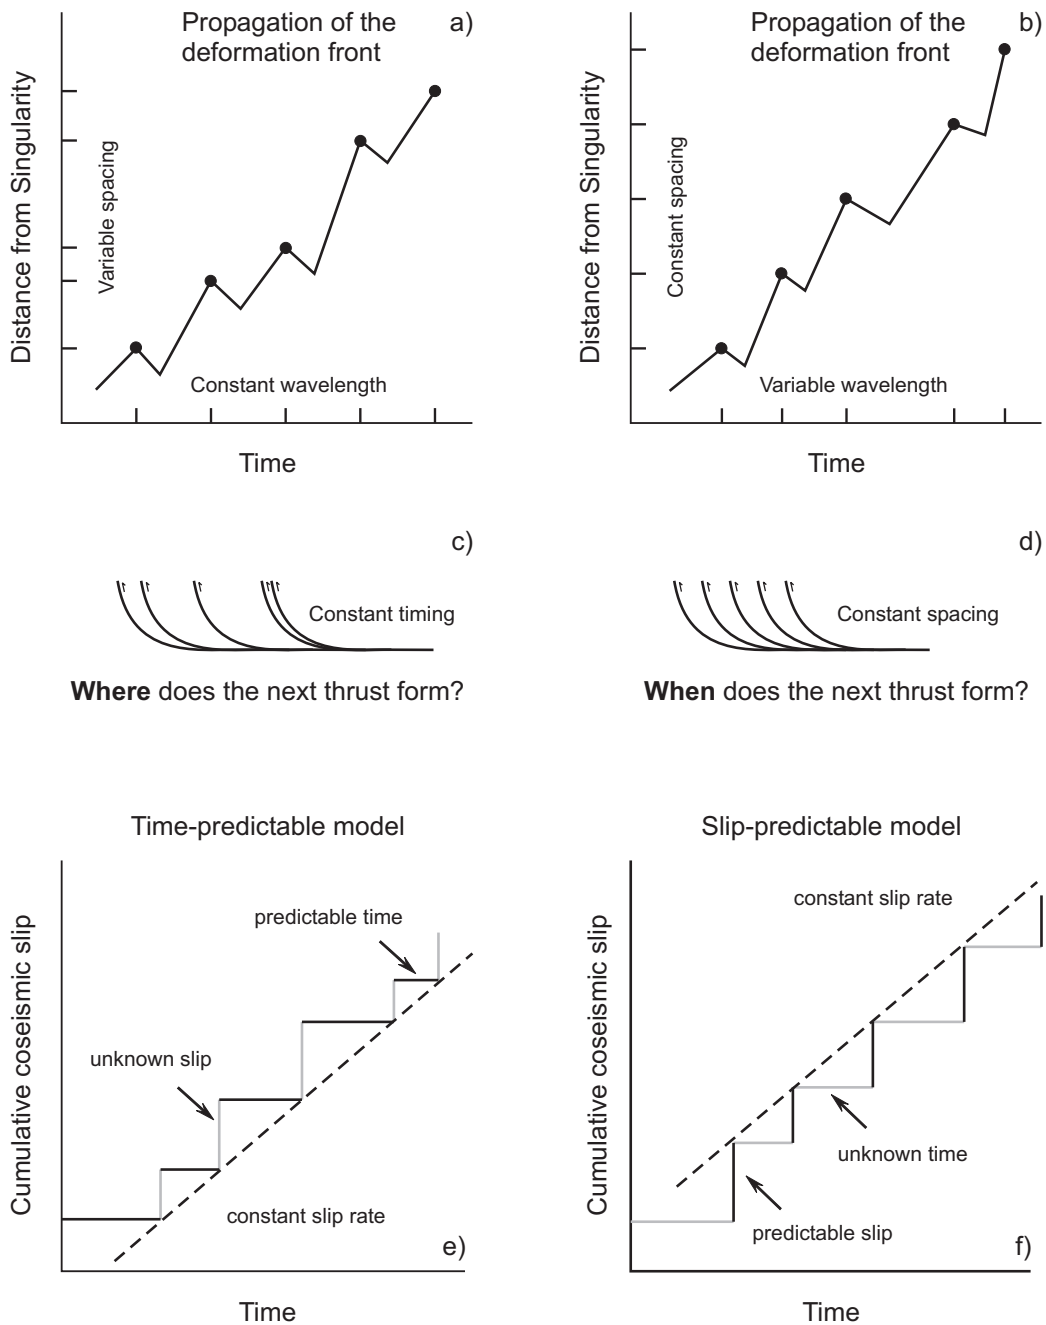 Propagation of the
deformation front
a)
Distance from Singularity
Variable spacing
Constant wavelength
Time
Propagation of the
deformation front
b)
Distance from Singularity
Constant spacing
Variable wavelength
Time
c)
Constant timing
Where does the next thrust form?
d)
Constant spacing
When does the next thrust form?
Time-predictable model
Cumulative coseismic slip
predictable time
unknown slip
constant slip rate
e)
Time
Slip-predictable model
Cumulative coseismic slip
constant slip rate
unknown time
predictable slip
f)
Time